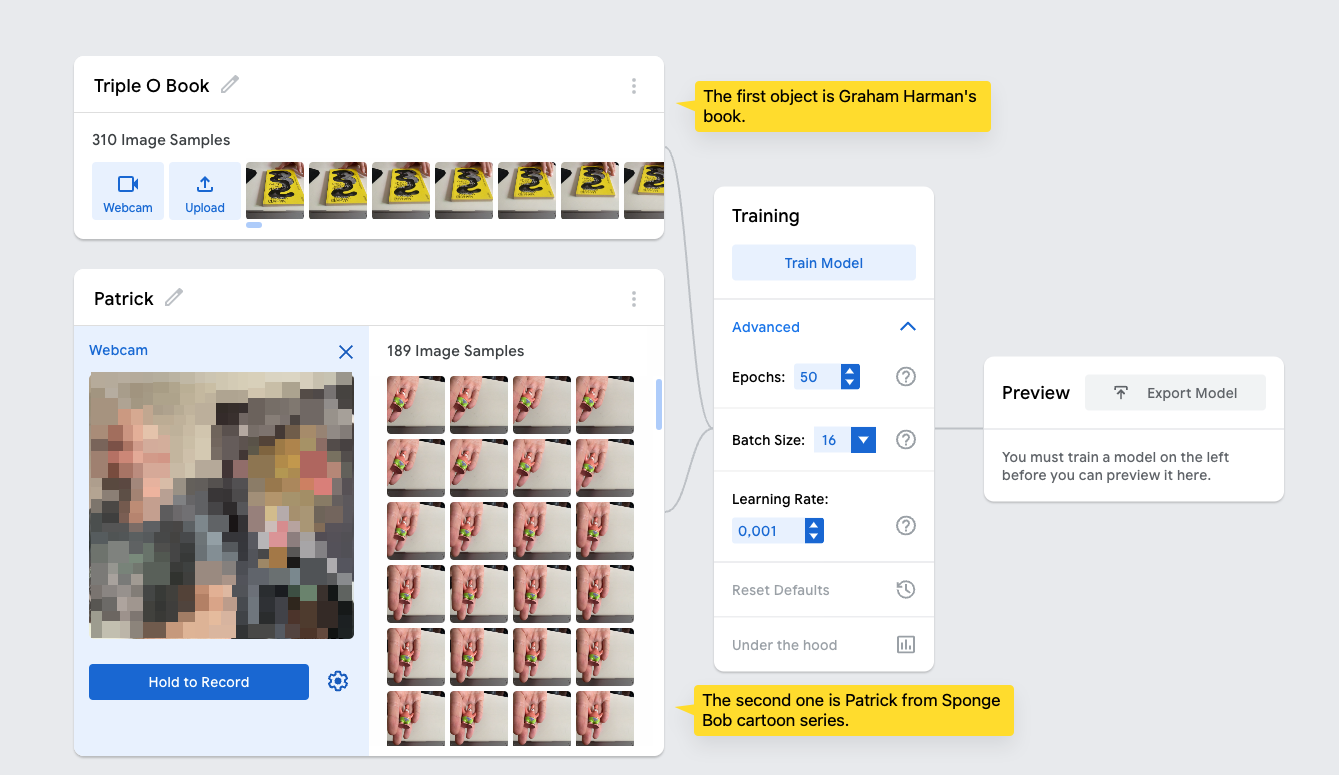 Triple O Book
310 Image Samples
Webcam
Upload
The first object is Graham Harman's
book.
Patrick
Webcam
189 Image Samples
Hold to Record
Training
Train Model
Advanced
Epochs: 50
Batch Size: 16
Learning Rate:
0,001
Reset Defaults
Under the hood
The second one is Patrick from Sponge
Bob cartoon series.
Preview
Export Model
You must train a model on the left
before you can preview it here.